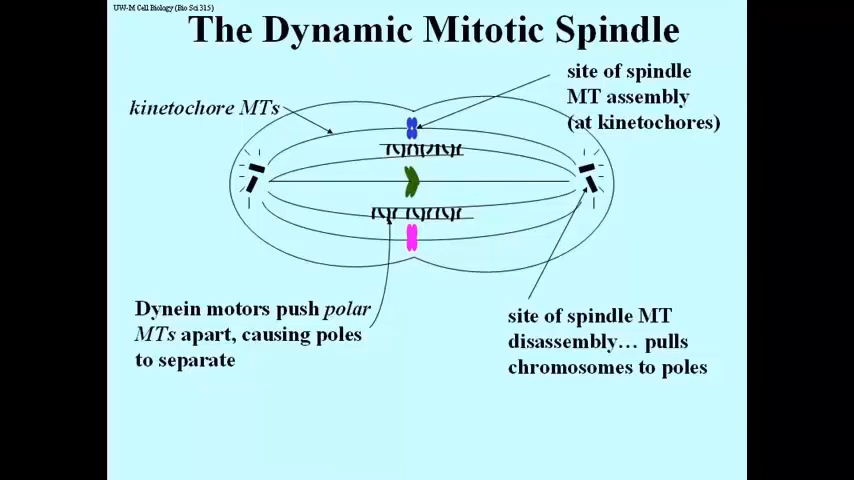 UW-M Cell Biology (Bio Sci 315)
The Dynamic Mitotic Spindle
site of spindle
MT assembly
(at kinetochores)
kinetochore MTs
Dynein motors push polar
MTs apart, causing poles
to separate
site of spindle MT
disassembly… pulls
chromosomes to poles